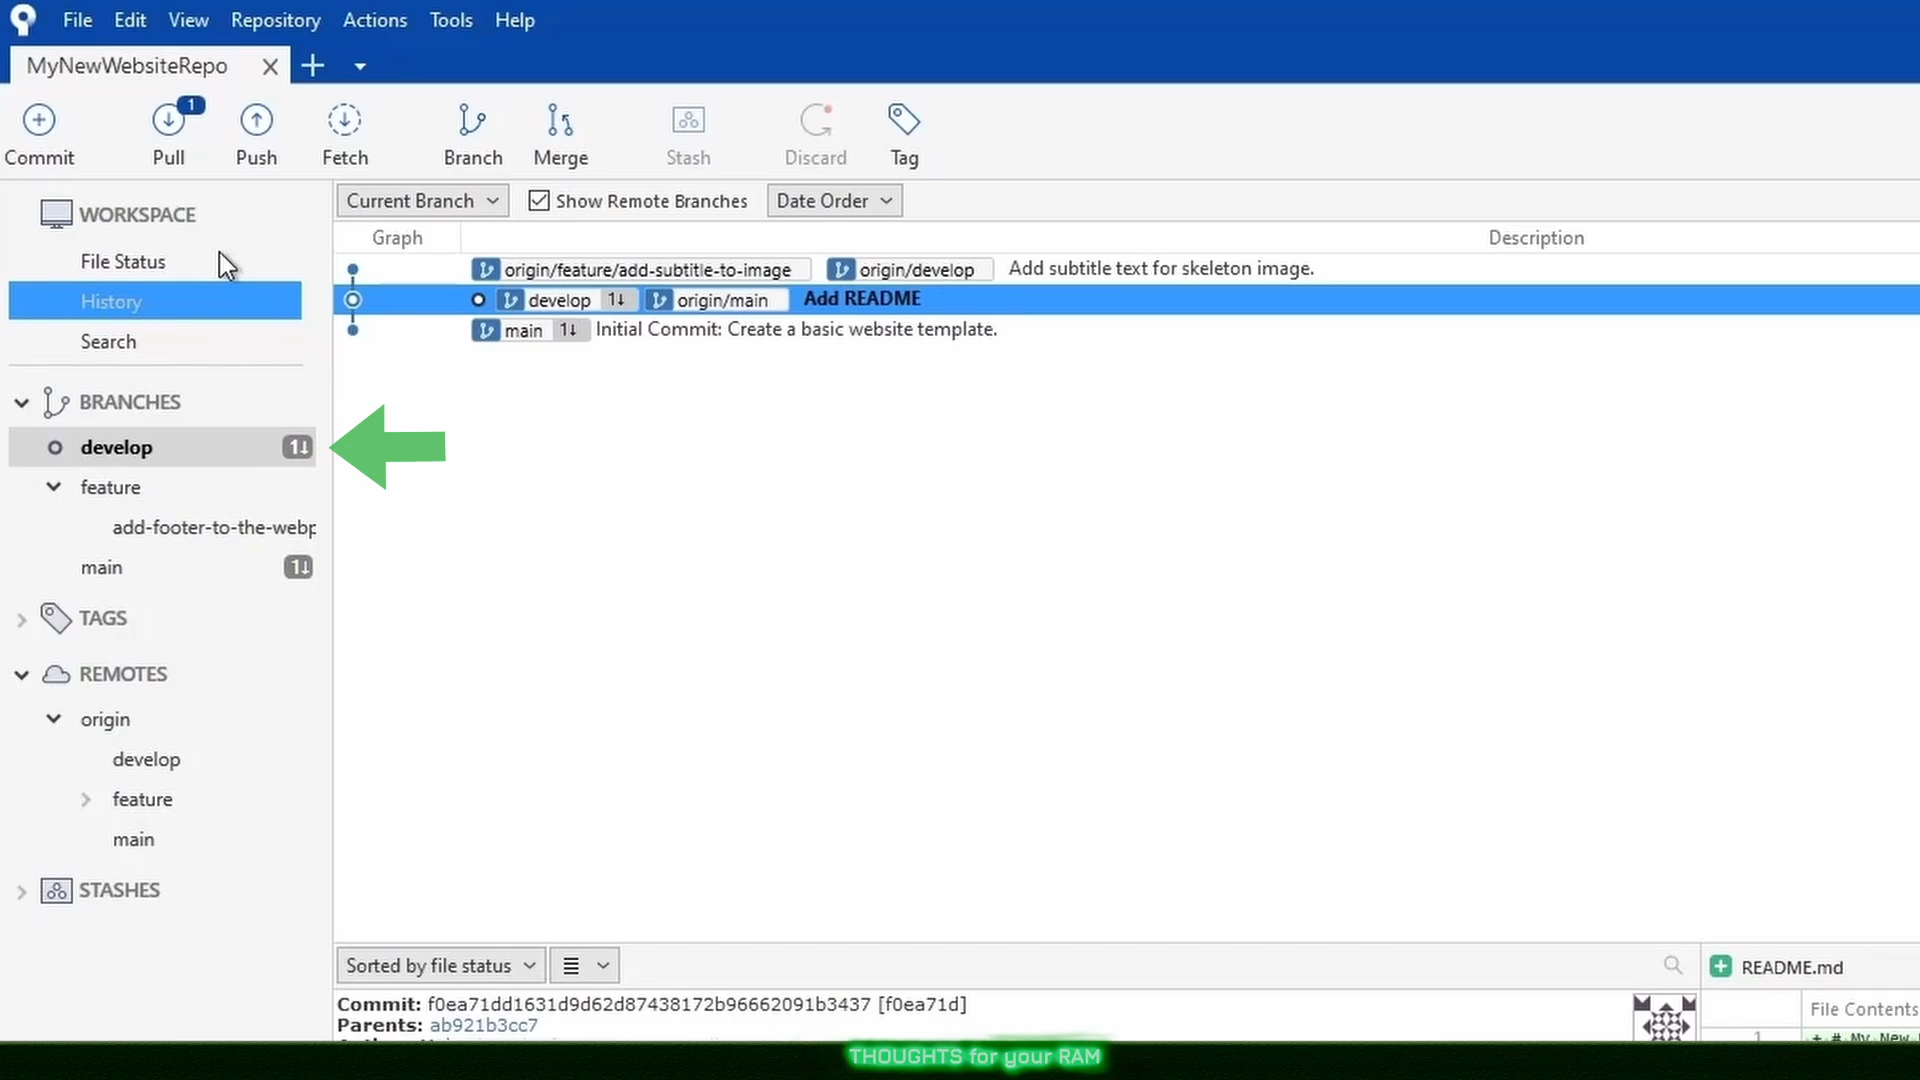 File Edit View Repository Actions Tools Help
MyNewWebsiteRepo
1
Commit Pull Push Fetch Branch Merge Stash Discard Tag
WORKSPACE
File Status
History
Search
BRANCHES
develop 1↓
feature
add-footer-to-the-webp
main 1↓
TAGS
REMOTES
origin
develop
feature
main
STASHES
Current Branch Show Remote Branches Date Order
Graph Description
origin/feature/add-subtitle-to-image origin/develop Add subtitle text for skeleton image.
develop 1↓ origin/main Add README
main 1↓ Initial Commit: Create a basic website template.
Sorted by file status
Commit: f0ea71dd1631d9d62d87438172b96662091b3437 [f0ea71d]
Parents: ab921b3cc7
README.md
File Contents
1 + # My New
THOUGHTS for your RAM